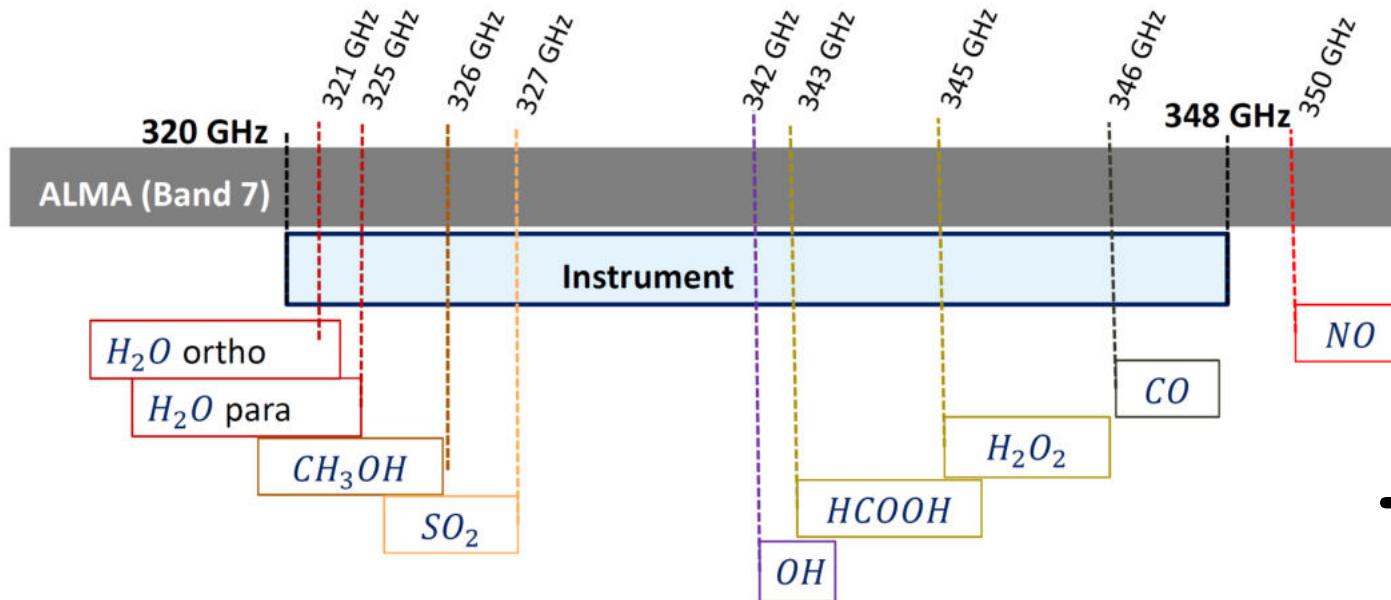 321 GHz
325 GHz
326 GHz
327 GHz
342 GHz
343 GHz
345 GHz
346 GHz
350 GHz
320 GHz
348 GHz
ALMA (Band 7)
Instrument
H₂O ortho
NO
H₂O para
CO
CH₃OH
H₂O₂
SO₂
HCOOH
OH